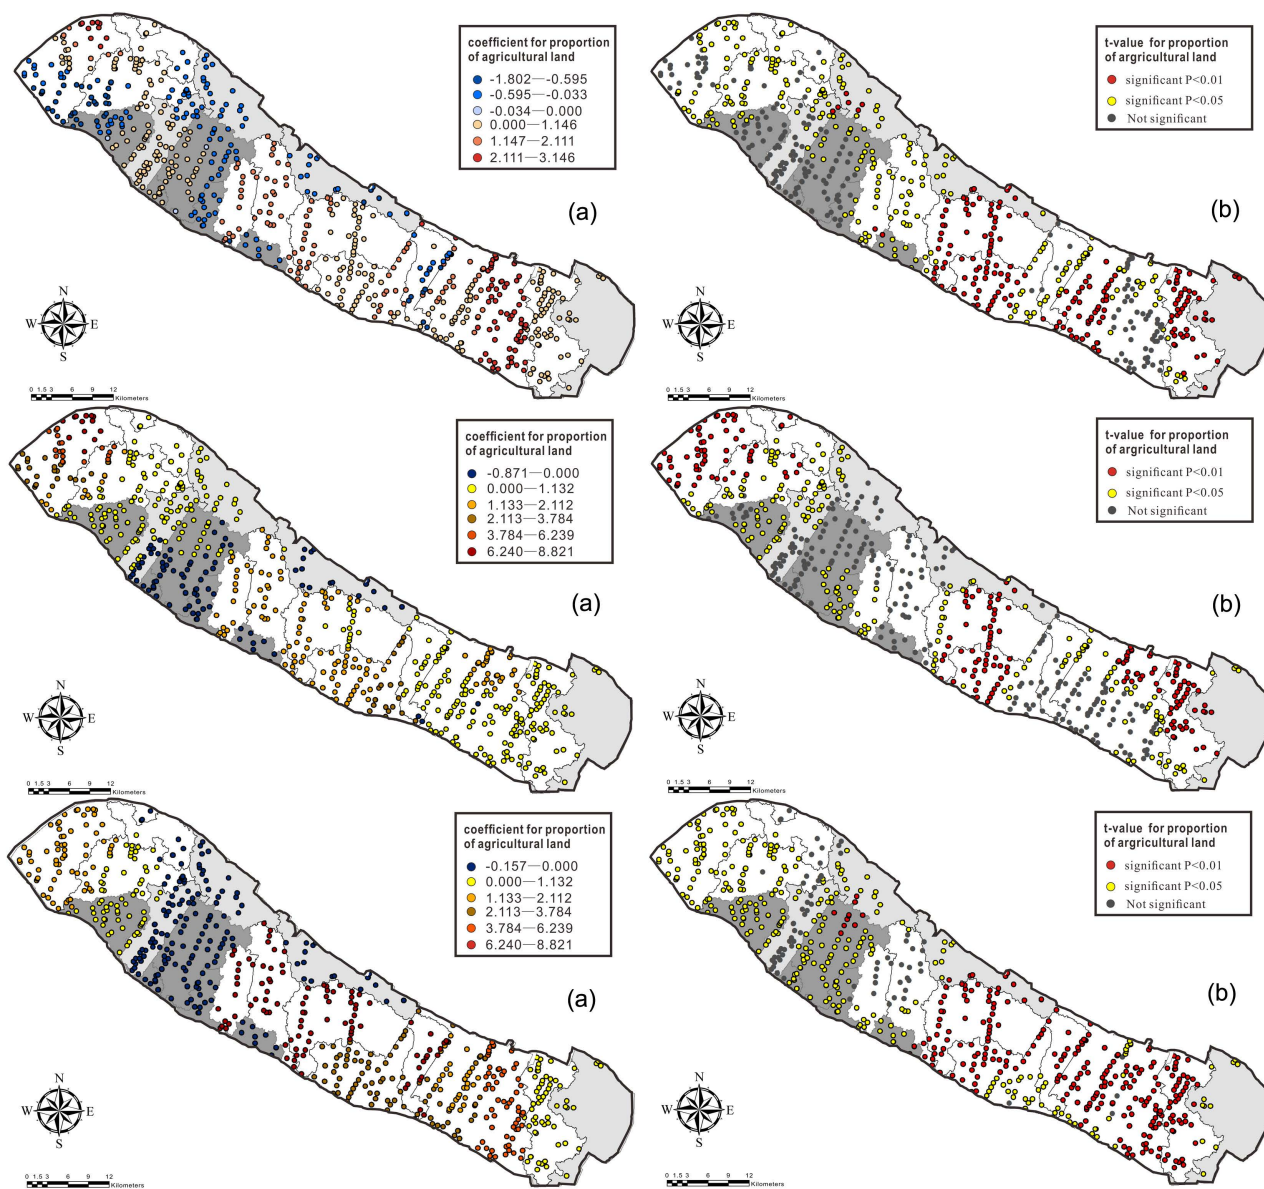 coefficient for proportion
of agricultural land
-1.802—-0.595
-0.595—-0.033
-0.034—0.000
0.000—1.146
1.147—2.111
2.111—3.146
(a)
N
W E
S
0 1.5 3 6 9 12
Kilometers
t-value for proportion
of argricultural land
significant P<0.01
significant P<0.05
Not significant
(b)
N
W E
S
0 1.5 3 6 9 12
Kilometers
coefficient for proportion
of agricultural land
-0.871—0.000
0.000—1.132
1.133—2.112
2.113—3.784
3.784—6.239
6.240—8.821
(a)
N
W E
S
0 1.5 3 6 9 12
Kilometers
t-value for proportion
of argricultural land
significant P<0.01
significant P<0.05
Not significant
(b)
N
W E
S
0 1.5 3 6 9 12
Kilometers
coefficient for proportion
of agricultural land
-0.157—0.000
0.000—1.132
1.133—2.112
2.113—3.784
3.784—6.239
6.240—8.821
(a)
N
W E
S
0 1.5 3 6 9 12
Kilometers
t-value for proportion
of argricultural land
significant P<0.01
significant P<0.05
Not significant
(b)
N
W E
S
0 1.5 3 6 9 12
Kilometers